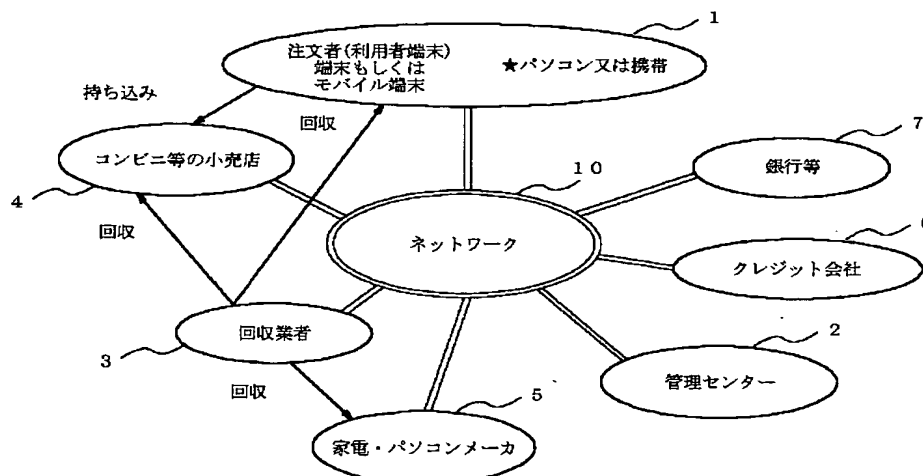 1
注文者(利用者端末)
端末もしくは
モバイル端末
★パソコン又は携帯
持ち込み
回収
コンビニ等の小売店
4
7
銀行等
10
ネットワーク
回収
クレジット会社
回収業者
3
2
管理センター
回収
5
家電・パソコンメーカ